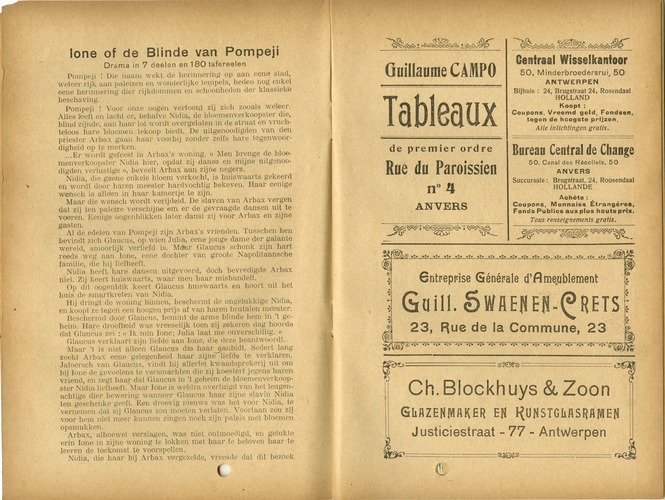 Ione of de Blinde van Pompeji
Drama in 7 deelen en 180 tafereelen
Pompeji ! Die naam wekt de herinnering op aan eene stad,
weleer rijk aan paleizen en wonderlijke tempels, heden nog enkel
eene herinnering dier rijkdommen en schoonheden der klassieke
beschaving.
Pompeji ! Voor onze oogen vertoont zij zich zooals weleer.
Alles leeft en lacht er, behalve Nidia, de bloemenverkoopster die,
blind zijnde, aan haar lot wordt overgelaten in de straat en vruch-
teloos hare bloemen tekoop biedt. De uitgenoodigden van den
priester Arbax gaan haar voorbij zonder zelfs hare tegenwoor-
digheid op te merken.
...Er wordt gefeest in Arbax's woning. « Men brenge de bloe-
menverkoopster Nidia hier, opdat zij danse en mijne uitgenoo-
digden verlustige », beveelt Arbax aan zijne negers.
Nidia, die geene enkele bloem verkocht, is huiswaarts gekeerd
en wordt door haren meester hardvochtig bekeven. Haar eenige
wensch is alleen in haar kamertje te zijn.
Maar die wensch wordt verijdeld. De slaven van Arbax vergen
dat zij ten paleize verschijne om er de gevraagde dansen uit te
voeren. Eenige oogenblikken later danst zij voor Arbax en zijne
gasten.
Al de edelen van Pompeji zijn Arbax's vrienden. Tusschen hen
bevindt zich Glaucus, op wien Julia, eene jonge dame der galante
wereld, smoorlijk verliefd is. Maar Glaucus schonk zijn hart
reeds weg aan Ione, eene dochter van groote Napolitaansche
familie, die hij liefheeft.
Nidia heeft hare dansen uitgevoerd, doch bevredigde Arbax
niet. Zij keert huiswaarts, waar men haar mishandelt.
Op dit oogenblik keert Glaucus huiswaarts en hoort uit het
huis de smartkreten van Nidia.
Hij dringt de woning binnen, beschermt de ongelukkige Nidia,
en koopt ze tegen een hoogen prijs af van haren brutalen meester.
Beschermd door Glaucus, bemint de arme blinde hem in 't ge-
heim. Hare droefheid was vreeselijk toen zij zekeren dag hoorde
dat Glaucus zei : « Ik min Ione; Julia laat me onverschillig. »
Glaucus verklaart zijn liefde aan Ione, die deze beantwoordt.
Maar 't is niet alleen Glaucus die haar aanbidt. Sedert lang
zoekt Arbax eene gelegenheid haar zijne liefde te verklaren.
Jaloersch van Glaucus, vindt hij allerlei kwaadsprekerij uit om
bij Ione de gevoelens te versmachten die zij koestert jegens haren
vriend, en zegt haar dat Glaucus in 't geheim de bloemenverkoop-
ster Nidia liefheeft. Maar Ione is weldra overtuigd van het leugen-
achtige dier bewering wanneer Glaucus haar zijne slavin Nidia
ten geschenke geeft. Een droevig nieuws was het voor Nidia, te
vernemen dat zij Glaucus zou moeten verlaten. Voortaan zou zij
voor hem niet meer kunnen zingen noch zijn paleis met bloemen
opsmukken.
Arbax, alhoewel verslagen, was niet ontmoedigd, en gelukte
erin Ione in zijne woning te lokken met haar te beloven haar te
leeren de toekomst te voorspellen.
Nidia, die haar bij Arbax vergezelde, vreesde dat dit bezoek
Guillaume CAMPO
Tableaux
de premier ordre
Rue du Paroissien
n° 4
ANVERS
Centraal Wisselkantoor
50, Minderbroedersrui, 50
ANTWERPEN
Bijhuis : 24, Brugstraat, 24, Rosendaal
HOLLAND
Keopt :
Coupons, Vreemd geld, Fondsen,
tegen de hoogste prijzen.
Alle inlichtingen gratis.
Bureau Central de Change
50, Canal des Récollets, 50
ANVERS
Succursale : Brugstraat, 24, Roosendaal
HOLLANDE
Achète :
Coupons, Monnaies Étrangères,
Fonds Publics aux plus hauts prix.
Tous renseignements gratis.
Entreprise Générale d'Ameublement
Guill. SWAENEN-CRETS
23, Rue de la Commune, 23
Ch. Blockhuys & Zoon
GLAZENMAKER EN KUNSTGLASRAMEN
Justiciestraat - 77 - Antwerpen